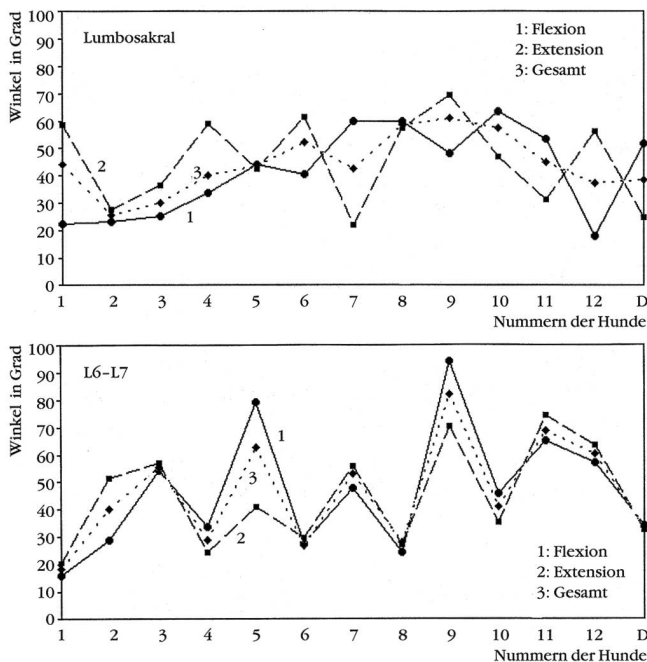 Winkel in Grad
100
90
80
70
60
50
40
30
20
10
0
Lumbosakral
1: Flexion
2: Extension
3: Gesamt
2
3
1
1 2 3 4 5 6 7 8 9 10 11 12 D
Nummern der Hunde
Winkel in Grad
100
90
80
70
60
50
40
30
20
10
0
L6–L7
1
3
2
1: Flexion
2: Extension
3: Gesamt
1 2 3 4 5 6 7 8 9 10 11 12 D
Nummern der Hunde